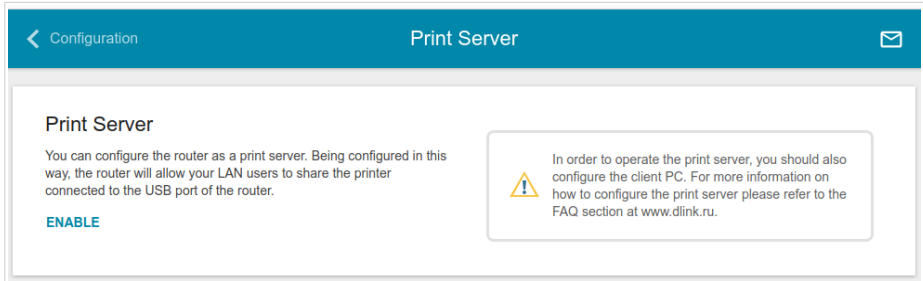 Configuration
Print Server
Print Server
You can configure the router as a print server. Being configured in this
way, the router will allow your LAN users to share the printer
connected to the USB port of the router.
ENABLE
In order to operate the print server, you should also
configure the client PC. For more information on
how to configure the print server please refer to the
FAQ section at www.dlink.ru.